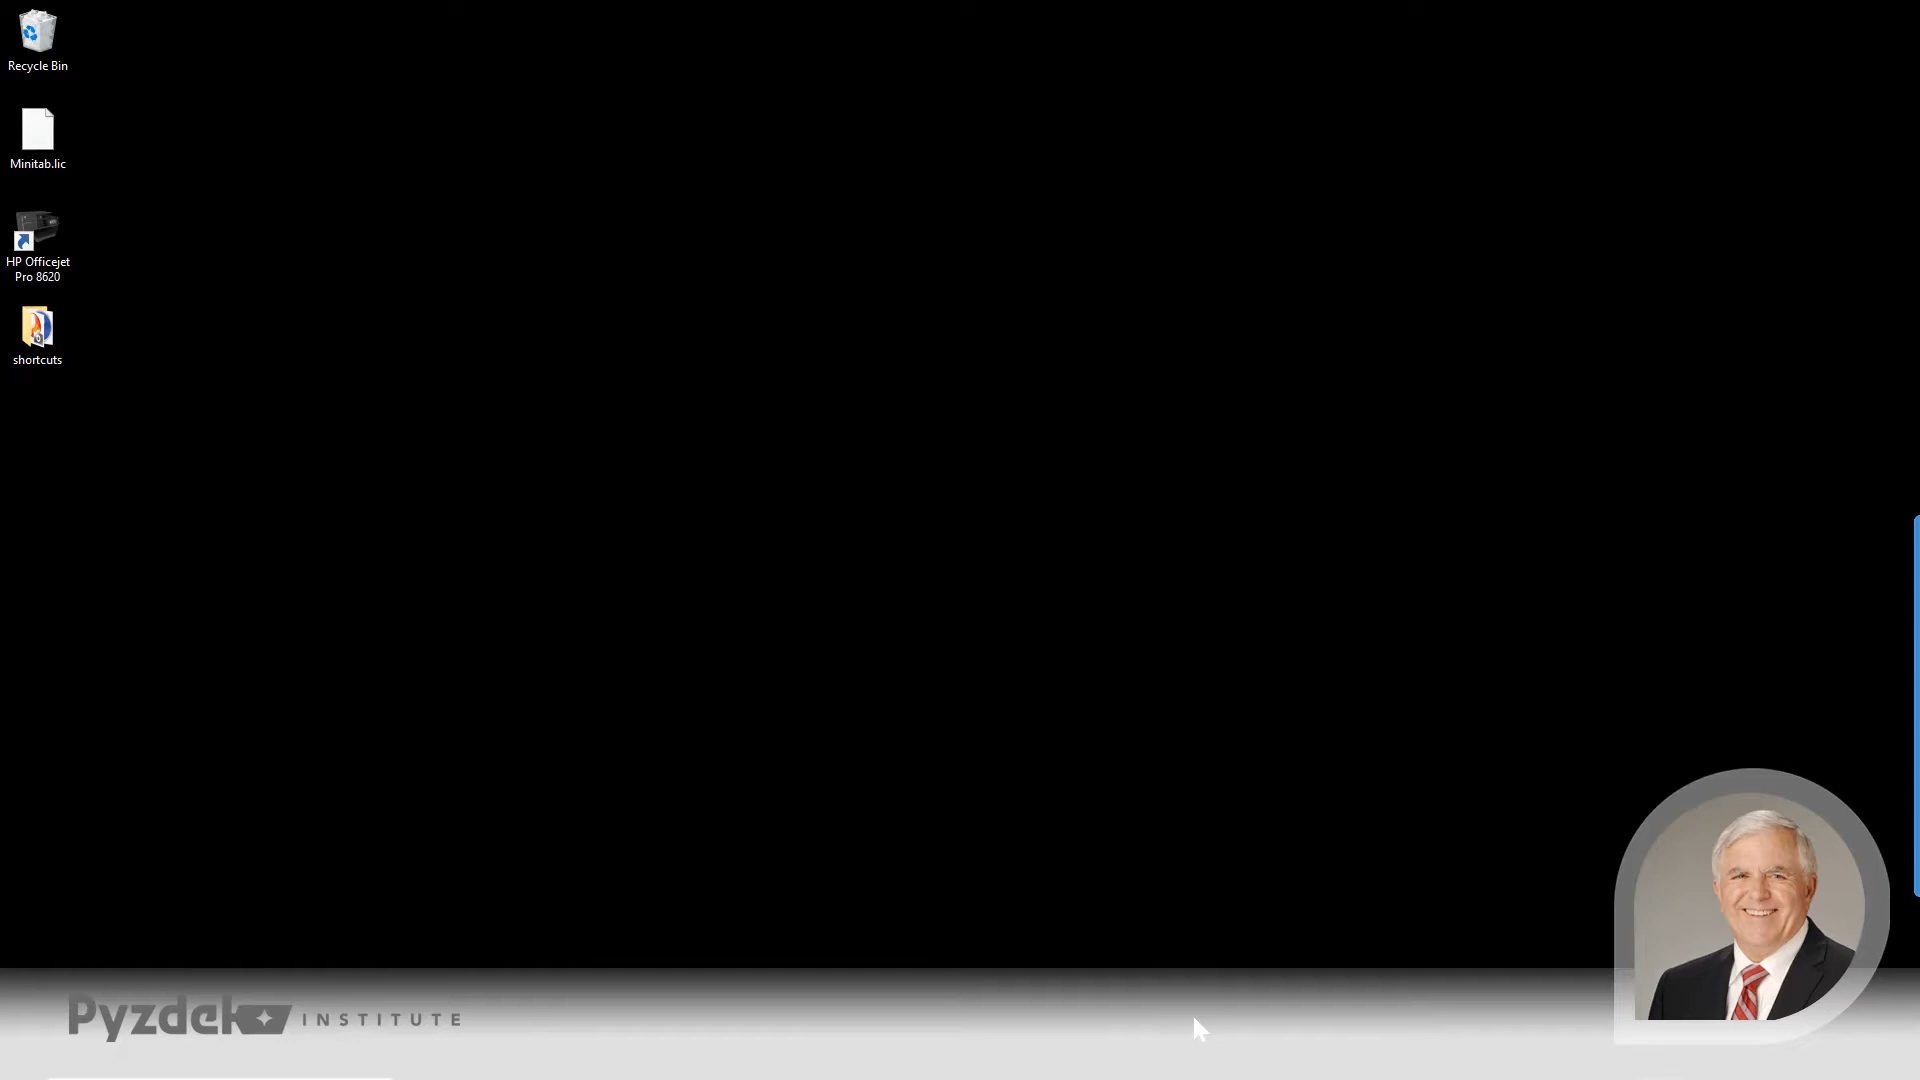 Recycle Bin
Minitab.lic
HP Officejet
Pro 8620
shortcuts
Pyzdek INSTITUTE